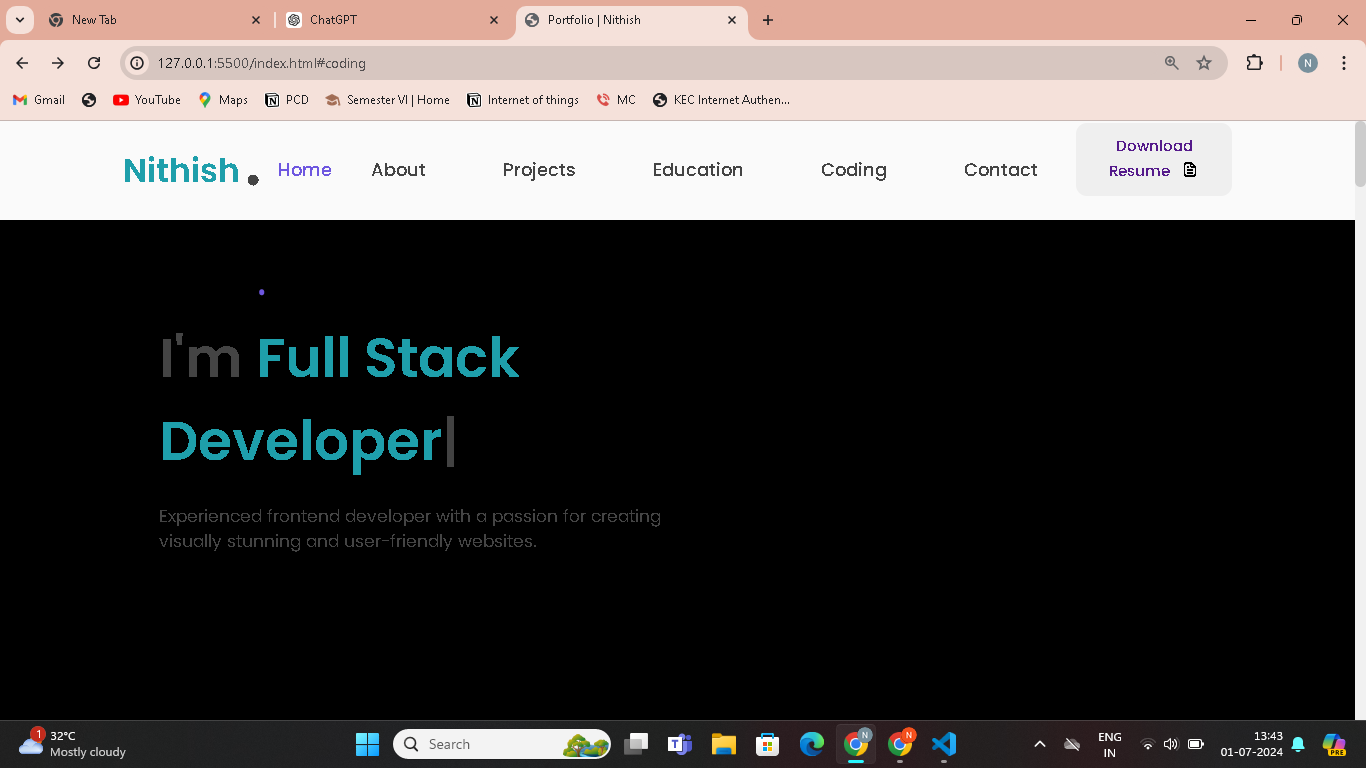 New Tab
ChatGPT
Portfolio | Nithish
127.0.0.1:5500/index.html#coding
N
Gmail
YouTube
Maps
PCD
Semester VI | Home
Internet of things
MC
KEC Internet Authen...
Nithish .
Home
About
Projects
Education
Coding
Contact
Download
Resume
I'm Full Stack
Developer|
Experienced frontend developer with a passion for creating
visually stunning and user-friendly websites.
1
32°C
Mostly cloudy
Search
N
N
ENG
IN
13:43
01-07-2024
PRE